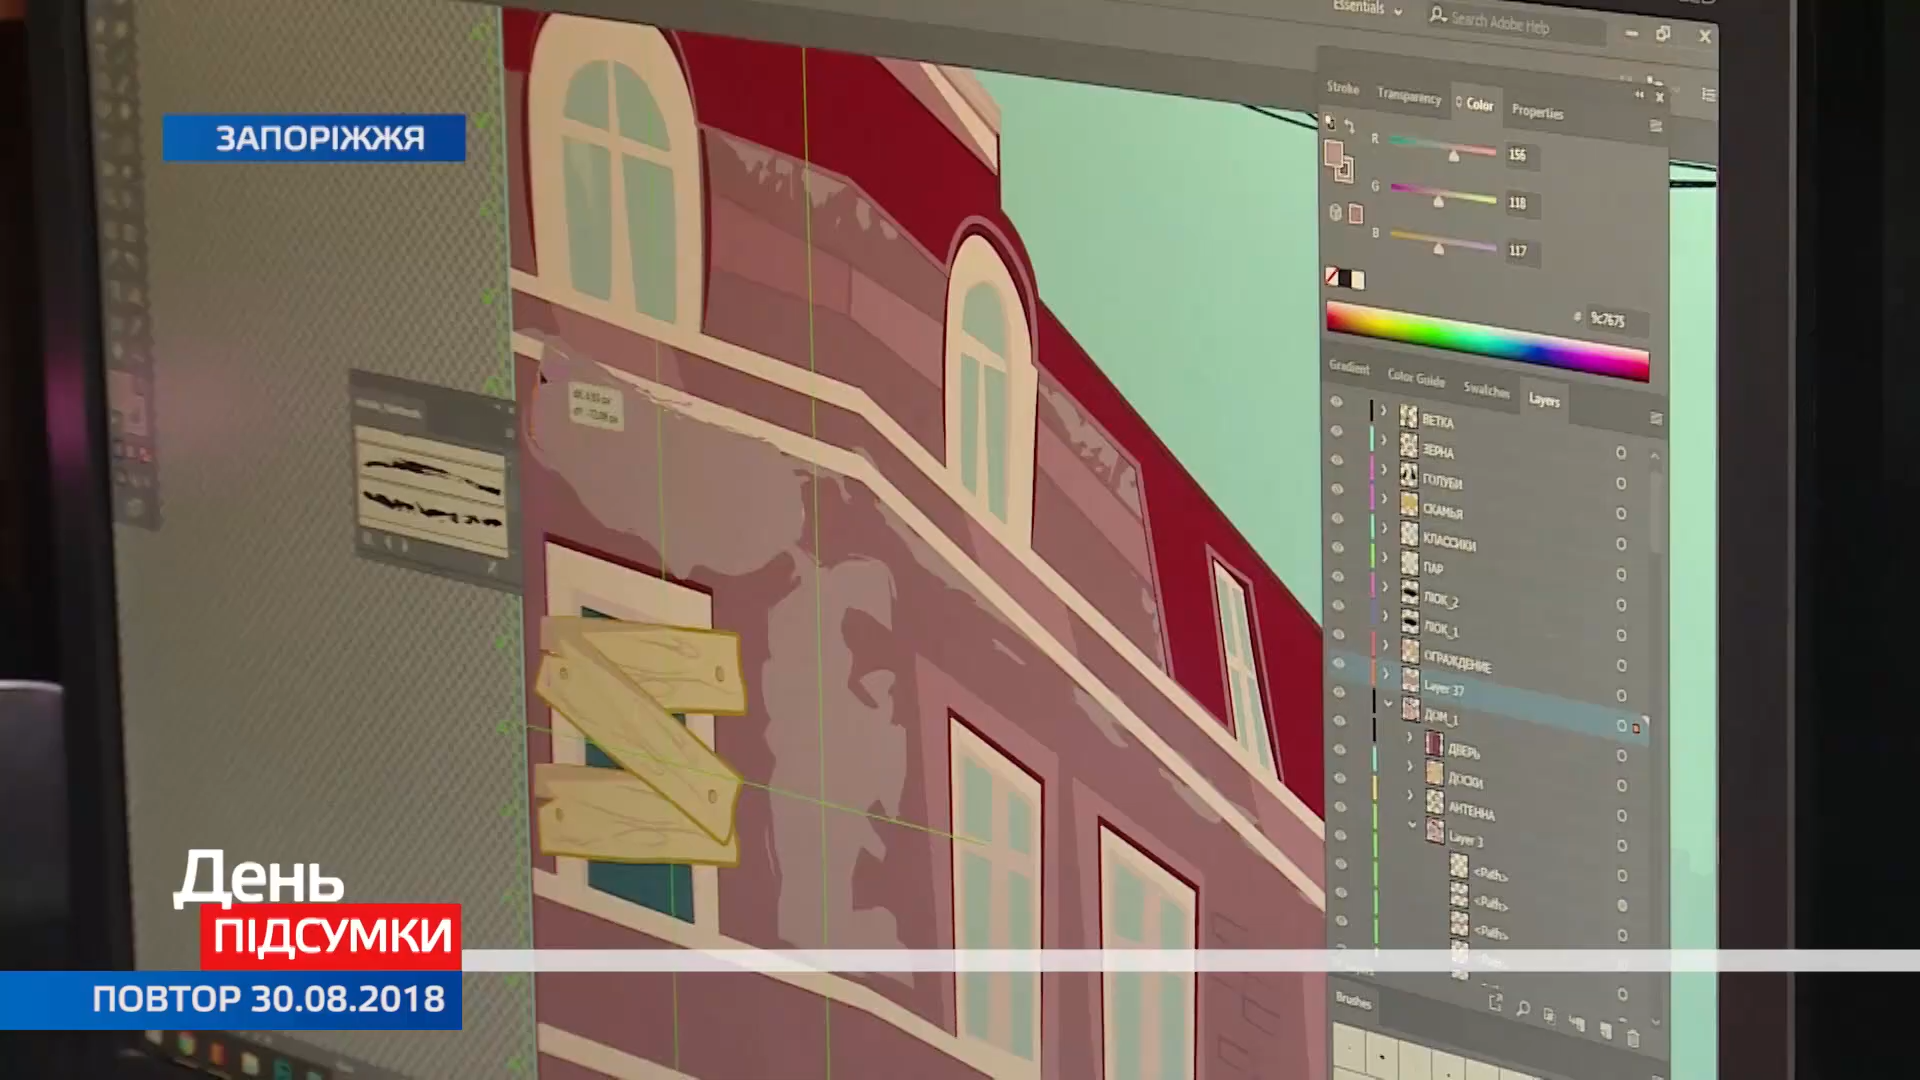 Essentials
Search Adobe Help
ЗАПОРІЖЖЯ
Stroke
Transparency
Color
Properties
R
156
G
118
B
117
# 9c7675
Gradient
Color Guide
Swatches
Layers
ВЕТКА
ЗЕРНА
ГОЛУБИ
СКАМЬЯ
КЛАССИКИ
ПАР
ЛЮК_2
ЛЮК_1
ОГРАЖДЕНИЕ
Layer 37
ДОМ_1
ДВЕРЬ
ДОСКИ
АНТЕННА
Layer 3
<Path>
<Path>
<Path>
Brushes
День
ПІДСУМКИ
ПОВТОР 30.08.2018